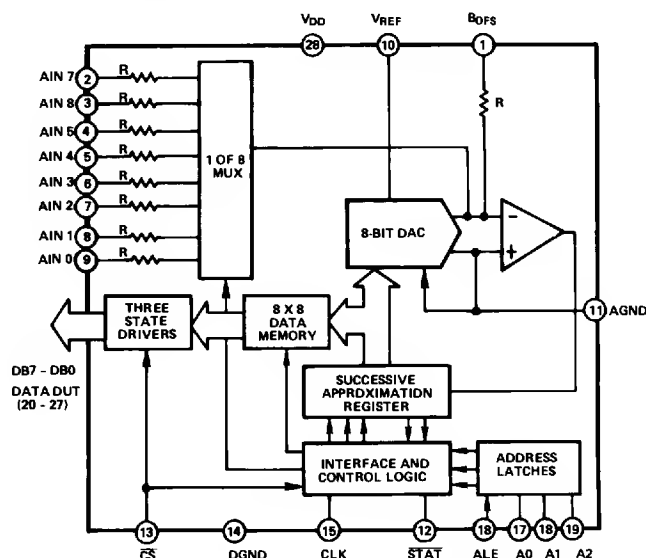 VDD
VREF
BOFS
28
10
1
AIN 7 2 R
AIN 8 3 R
AIN 5 4 R
AIN 4 5 R
AIN 3 6 R
AIN 2 7 R
AIN 1 8 R
AIN 0 9 R
1 OF 8
MUX
R
8-BIT DAC
−
+
11 AGND
THREE
STATE
DRIVERS
8 X 8
DATA
MEMORY
DB7 – DB0
DATA DUT
(20 – 27)
SUCCESSIVE
APPRDXIMATION
REGISTER
INTERFACE AND
CONTROL LOGIC
ADDRESS
LATCHES
13
14
15
12
18
17
18
19
CS
DGND
CLK
STAT
ALE
A0
A1
A2